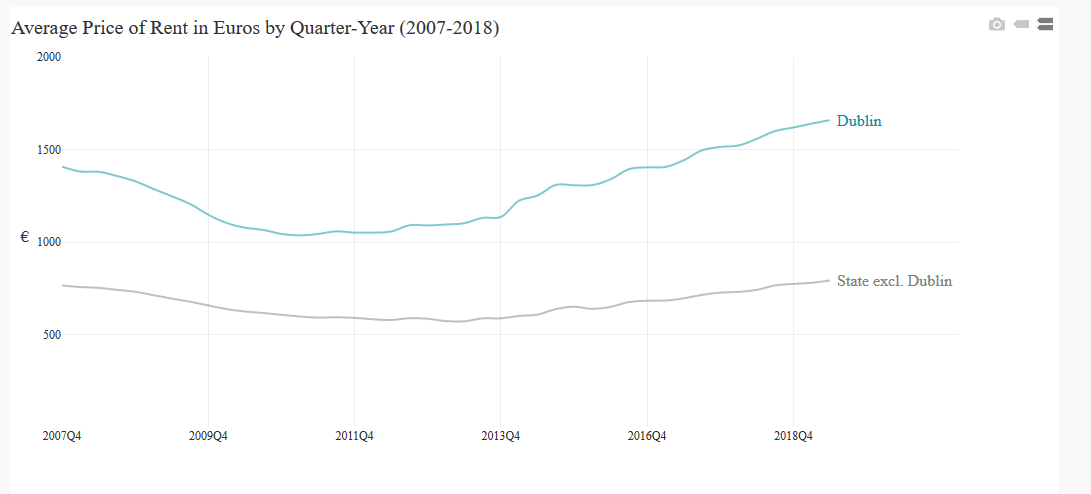 Average Price of Rent in Euros by Quarter-Year (2007-2018)
2000
Dublin
1500
€
1000
State excl. Dublin
500
2007Q4
2009Q4
2011Q4
2013Q4
2016Q4
2018Q4